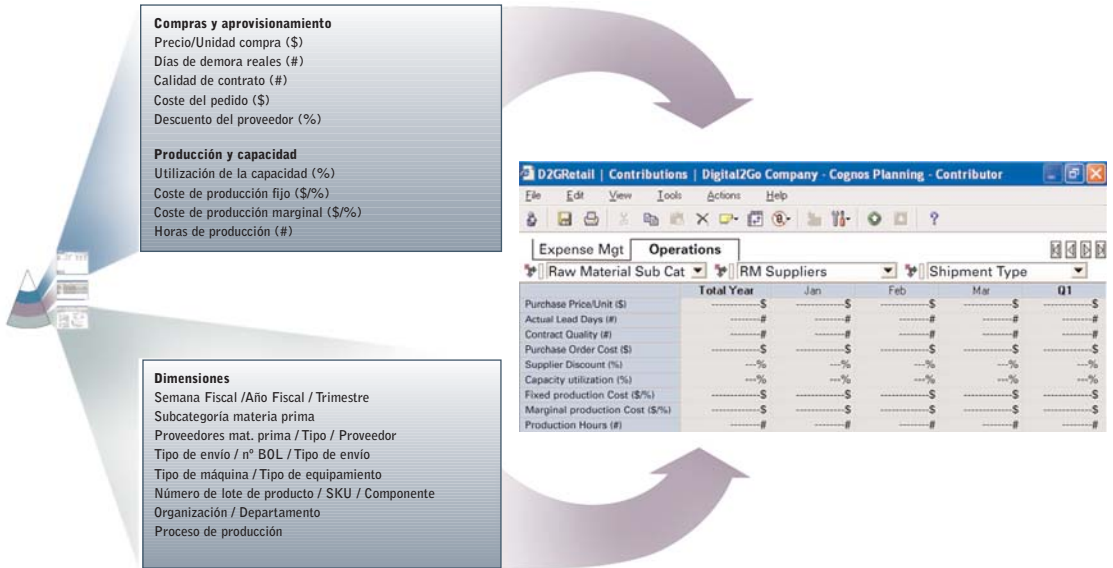 Compras y aprovisionamiento
Precio/Unidad compra ($)
Días de demora reales (#)
Calidad de contrato (#)
Coste del pedido ($)
Descuento del proveedor (%)
Producción y capacidad
Utilización de la capacidad (%)
Coste de producción fijo ($/%)
Coste de producción marginal ($/%)
Horas de producción (#)
Dimensiones
Semana Fiscal /Año Fiscal / Trimestre
Subcategoría materia prima
Proveedores mat. prima / Tipo / Proveedor
Tipo de envío / nº BOL / Tipo de envío
Tipo de máquina / Tipo de equipamiento
Número de lote de producto / SKU / Componente
Organización / Departamento
Proceso de producción
D2GRetail | Contributions | Digital2Go Company - Cognos Planning - Contributor
File Edit View Tools Actions Help
Expense Mgt Operations
Raw Material Sub Cat RM Suppliers Shipment Type
Total Year Jan Feb Mar Q1
Purchase Price/Unit ($) -----------$ -----------$ -----------$ -----------$ -----------$
Actual Lead Days (#) -------# -------# -------# -------# -------#
Contract Quality (#) -------# -------# -------# -------# -------#
Purchase Order Cost ($) -----------$ -----------$ -----------$ -----------$ -----------$
Supplier Discount (%) ---% ---% ---% ---% ---%
Capacity utilization (%) ---% ---% ---% ---% ---%
Fixed production Cost ($/%) -----------$ -----------$ -----------$ -----------$ -----------$
Marginal production Cost ($/%) -----------$ -----------$ -----------$ -----------$ -----------$
Production Hours (#) -------# -------# -------# -------# -------#